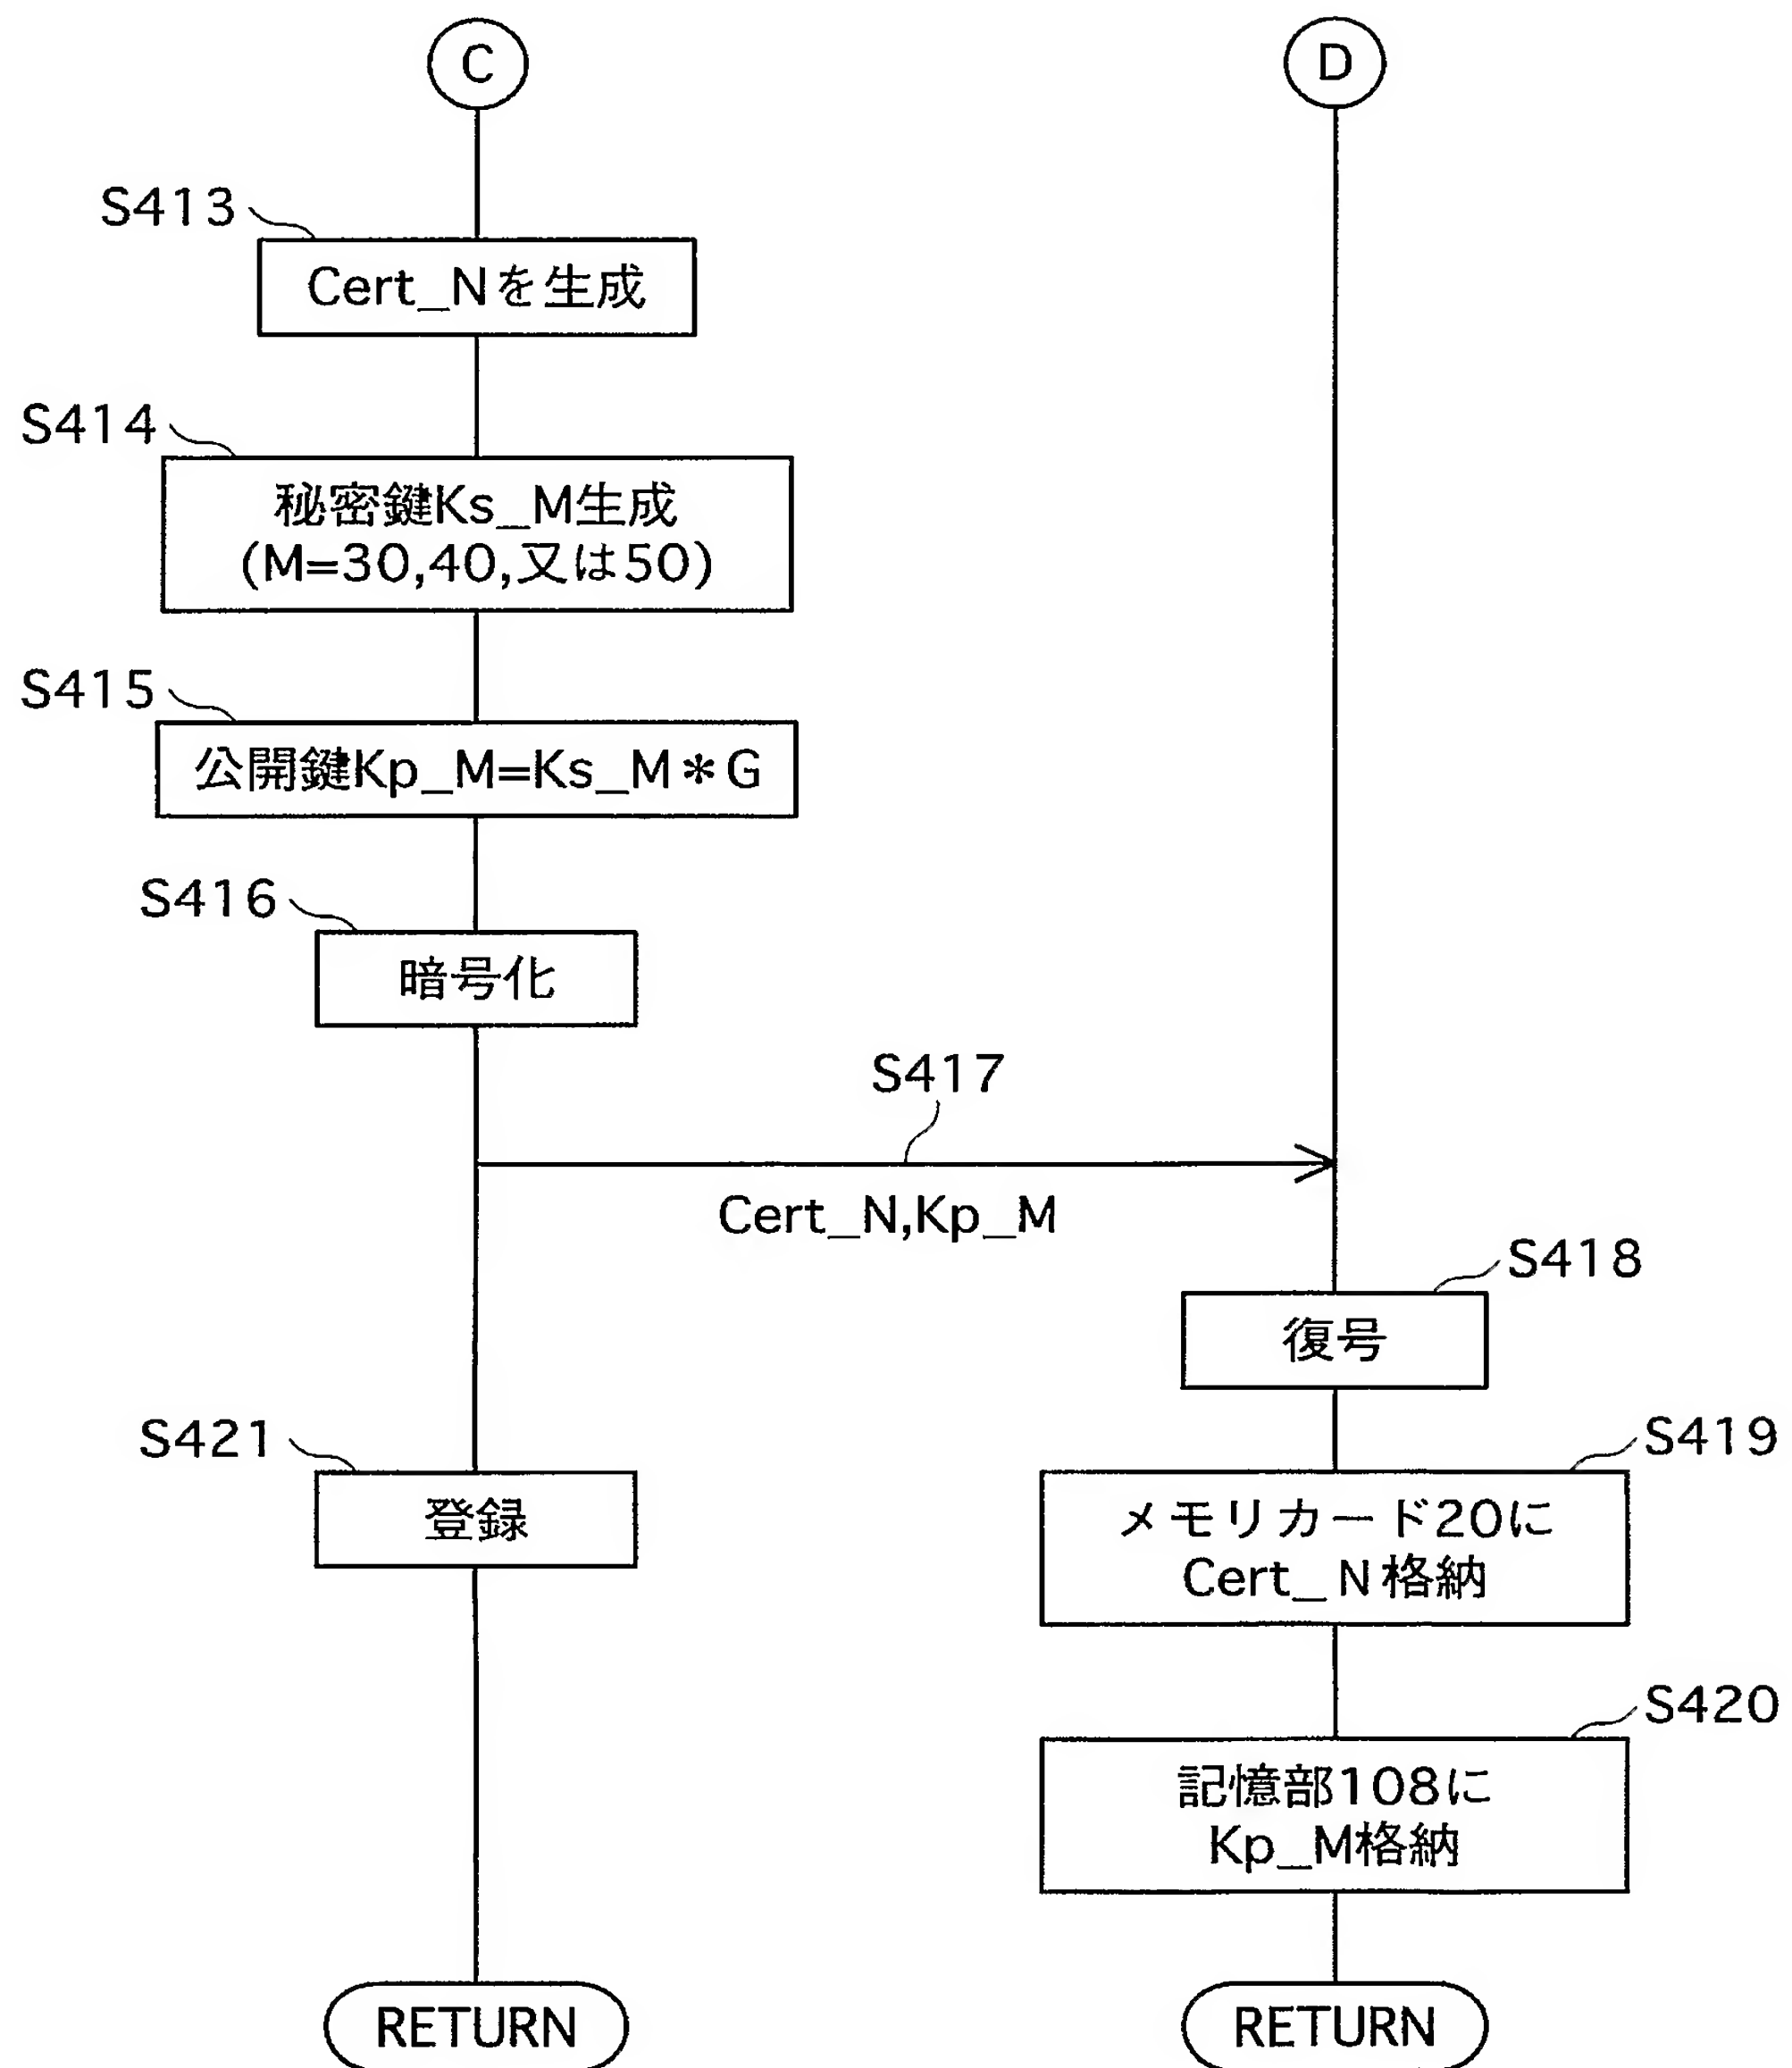 C
D
S413
Cert_Nを生成
S414
秘密鍵Ks_M生成
(M=30,40,又は50)
S415
公開鍵Kp_M=Ks_M*G
S416
暗号化
S417
Cert_N,Kp_M
S418
復号
S421
登録
S419
メモリカード20に
Cert_N格納
S420
記憶部108に
Kp_M格納
RETURN
RETURN